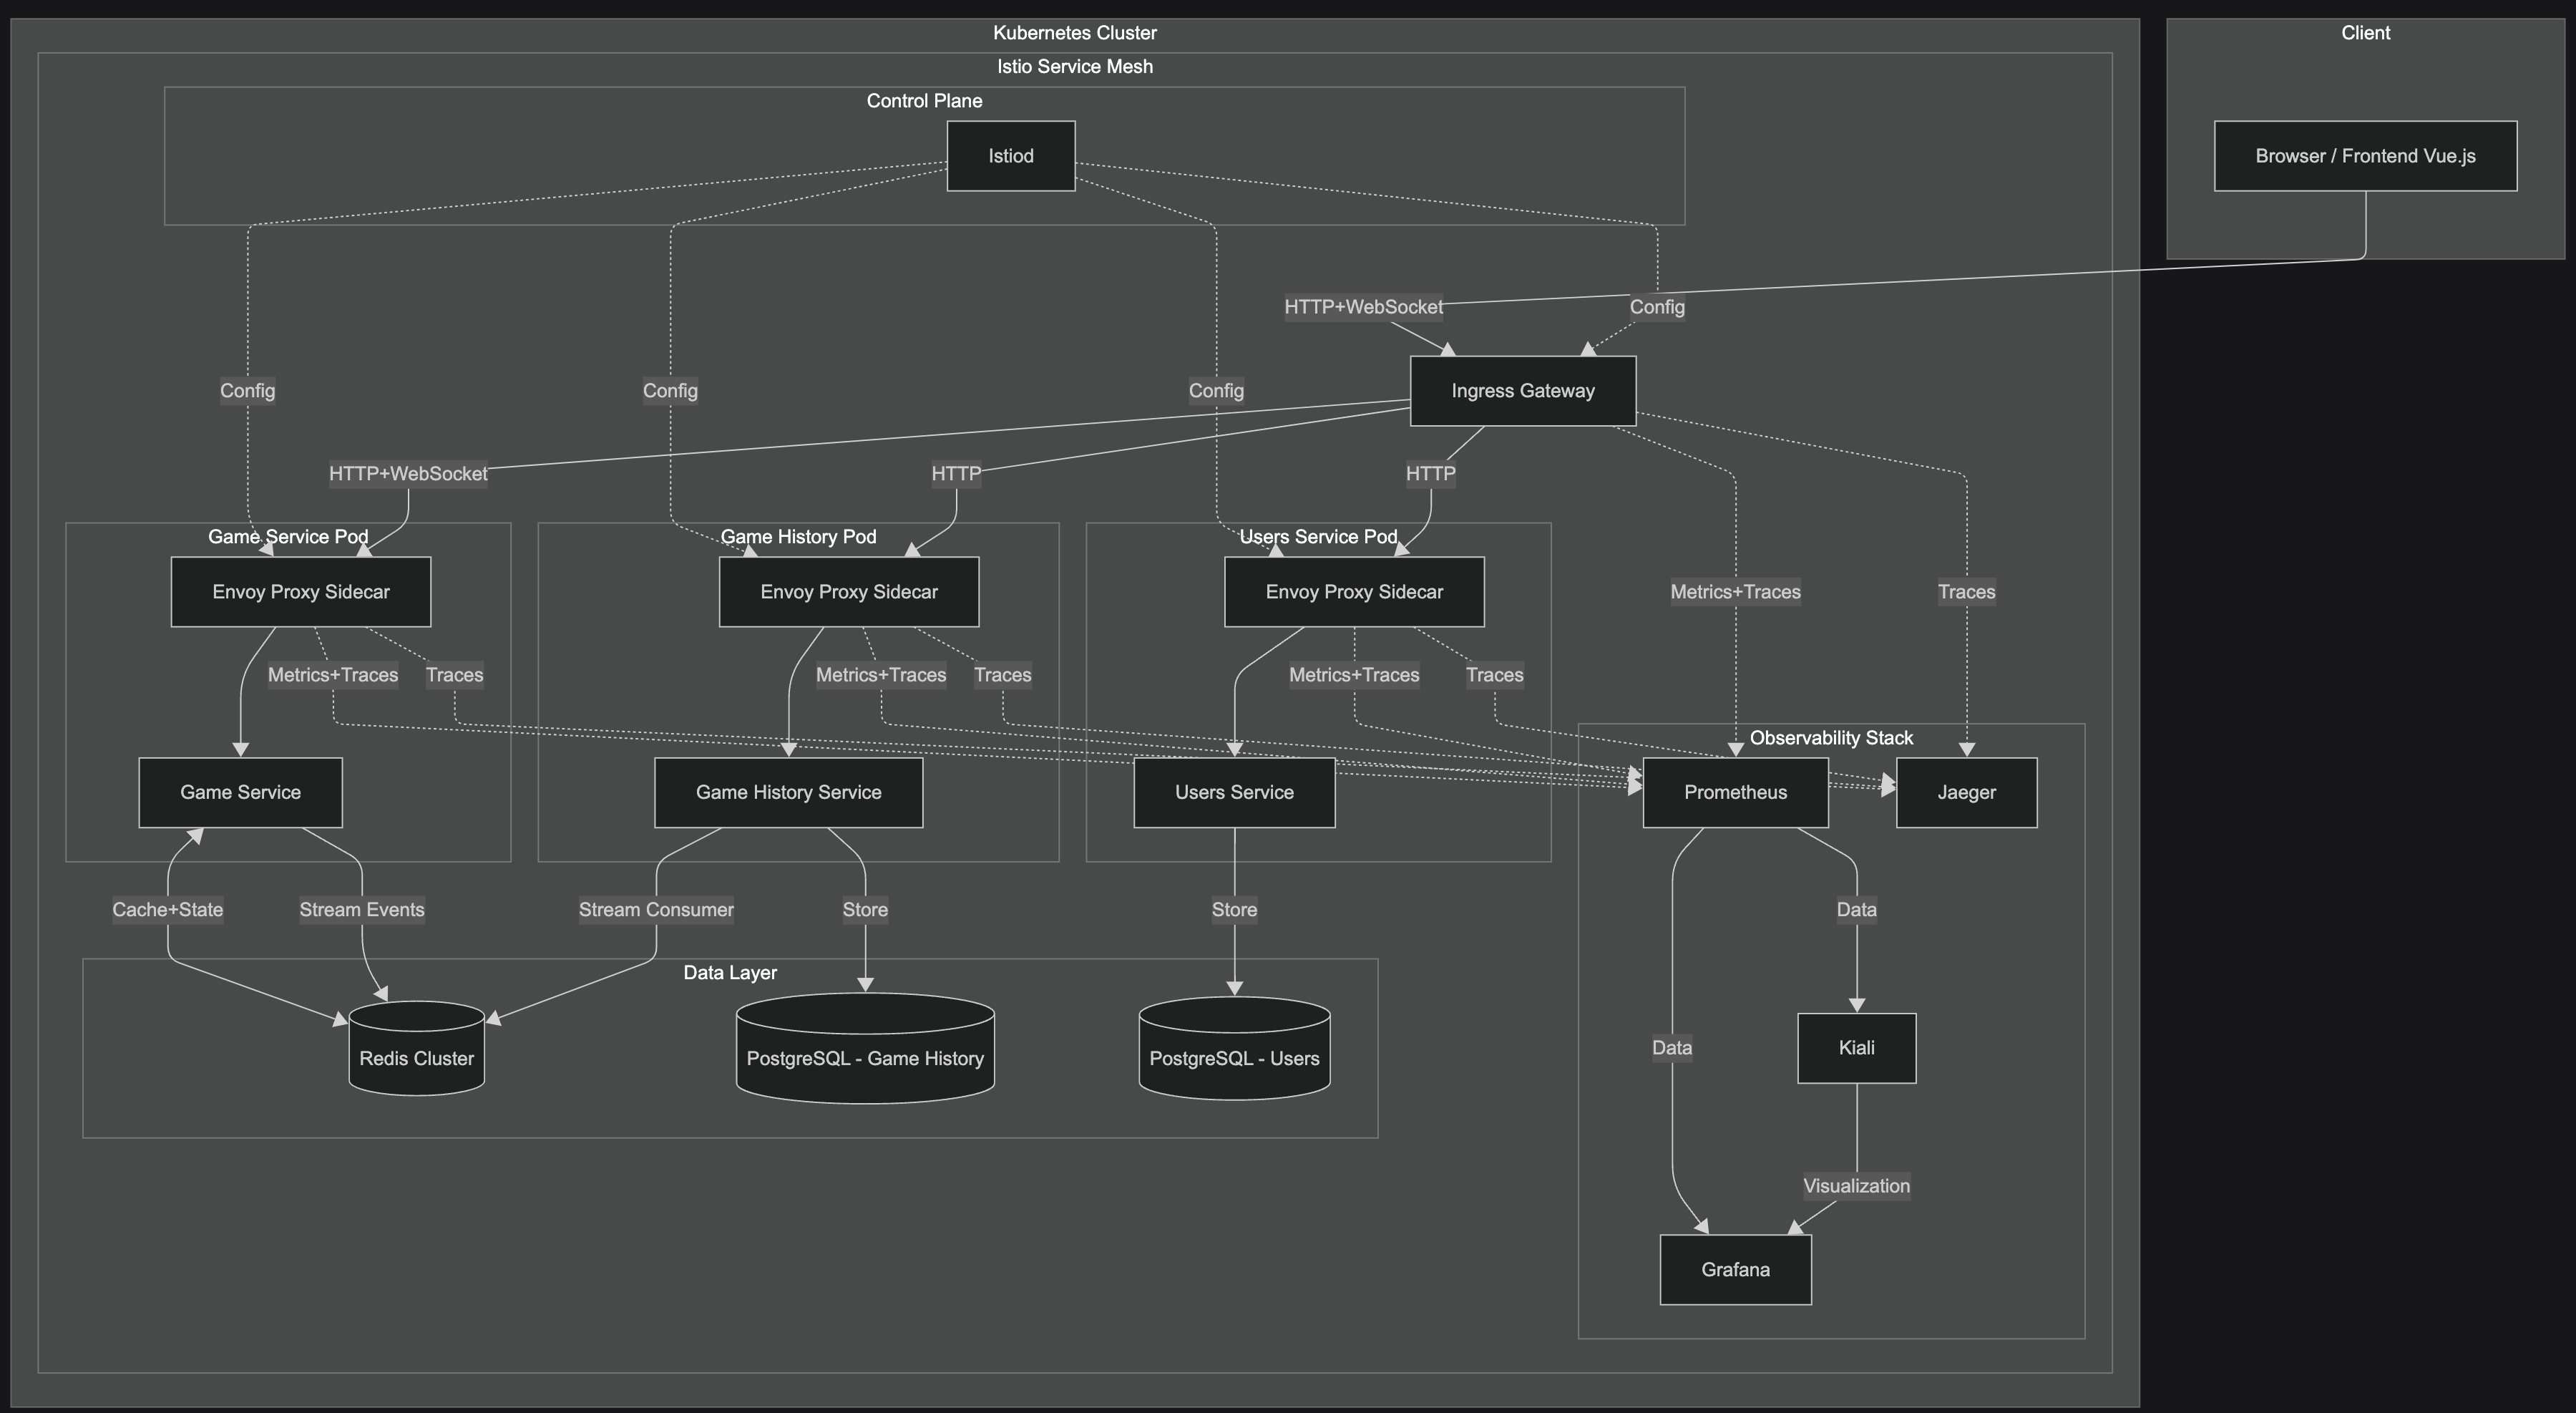 Kubernetes Cluster
Client
Istio Service Mesh
Control Plane
Istiod
Browser / Frontend Vue.js
HTTP+WebSocket
Config
Config
Config
Config
Ingress Gateway
HTTP+WebSocket
HTTP
HTTP
Game Service Pod
Game History Pod
Users Service Pod
Envoy Proxy Sidecar
Envoy Proxy Sidecar
Envoy Proxy Sidecar
Metrics+Traces
Traces
Metrics+Traces
Traces
Metrics+Traces
Traces
Metrics+Traces
Traces
Observability Stack
Game Service
Game History Service
Users Service
Prometheus
Jaeger
Cache+State
Stream Events
Stream Consumer
Store
Store
Data
Data Layer
Redis Cluster
PostgreSQL - Game History
PostgreSQL - Users
Data
Kiali
Visualization
Grafana